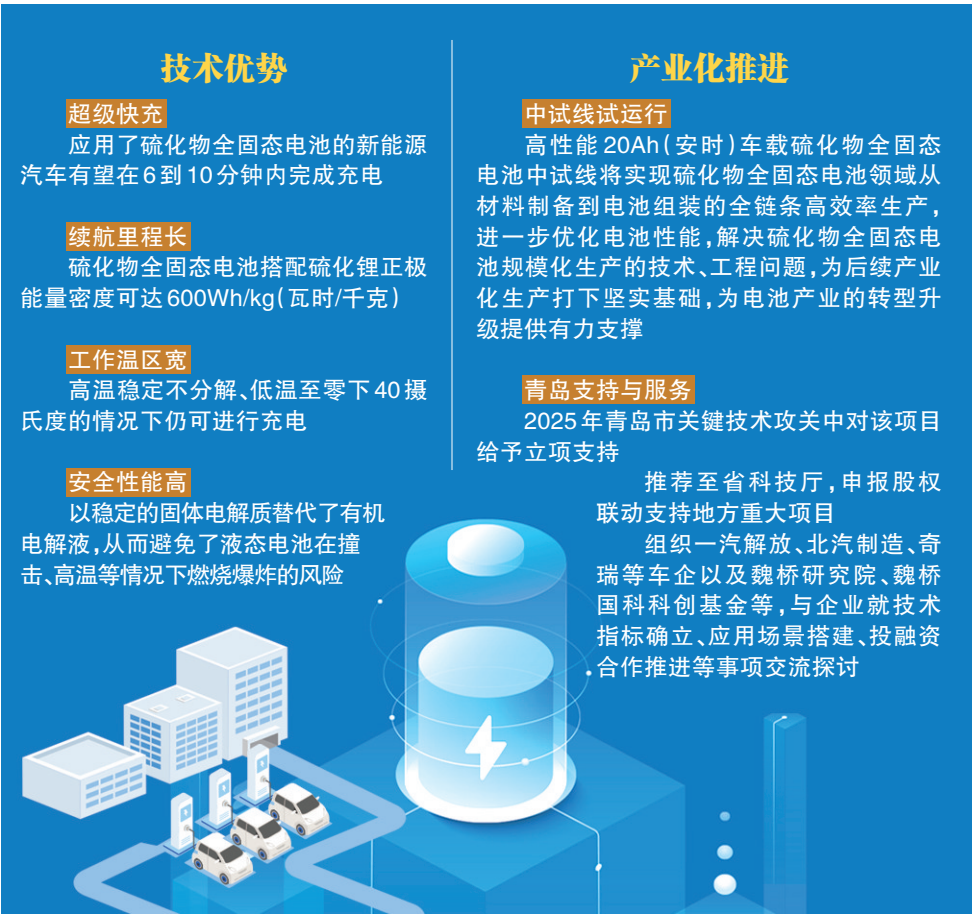 技术优势
超级快充
应用了硫化物全固态电池的新能源
汽车有望在6到10分钟内完成充电
续航里程长
硫化物全固态电池搭配硫化锂正极
能量密度可达600Wh/kg(瓦时/千克)
工作温区宽
高温稳定不分解、低温至零下40摄
氏度的情况下仍可进行充电
安全性能高
以稳定的固体电解质替代了有机
电解液,从而避免了液态电池在撞
击、高温等情况下燃烧爆炸的风险
产业化推进
中试线试运行
高性能20Ah(安时)车载硫化物全固态
电池中试线将实现硫化物全固态电池领域从
材料制备到电池组装的全链条高效率生产,
进一步优化电池性能,解决硫化物全固态电
池规模化生产的技术、工程问题,为后续产业
化生产打下坚实基础,为电池产业的转型升
级提供有力支撑
青岛支持与服务
2025年青岛市关键技术攻关中对该项目
给予立项支持
推荐至省科技厅,申报股权
联动支持地方重大项目
组织一汽解放、北汽制造、奇
瑞等车企以及魏桥研究院、魏桥
国科科创基金等,与企业就技术
指标确立、应用场景搭建、投融资
合作推进等事项交流探讨